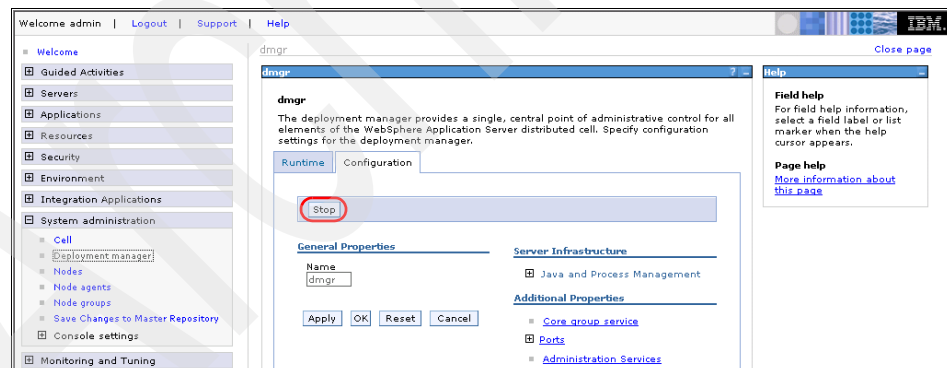 Welcome admin | Logout | Support | Help
IBM.
Welcome
Guided Activities
Servers
Applications
Resources
Security
Environment
Integration Applications
System administration
Cell
Deployment manager
Nodes
Node agents
Node groups
Save Changes to Master Repository
Console settings
Monitoring and Tuning
dmgr
Close page
dmgr
? _
dmgr
The deployment manager provides a single, central point of administrative control for all
elements of the WebSphere Application Server distributed cell. Specify configuration
settings for the deployment manager.
Runtime Configuration
Stop
General Properties
Name
dmgr
Apply OK Reset Cancel
Server Infrastructure
Java and Process Management
Additional Properties
Core group service
Ports
Administration Services
Help
Field help
For field help information,
select a field label or list
marker when the help
cursor appears.
Page help
More information about
this page